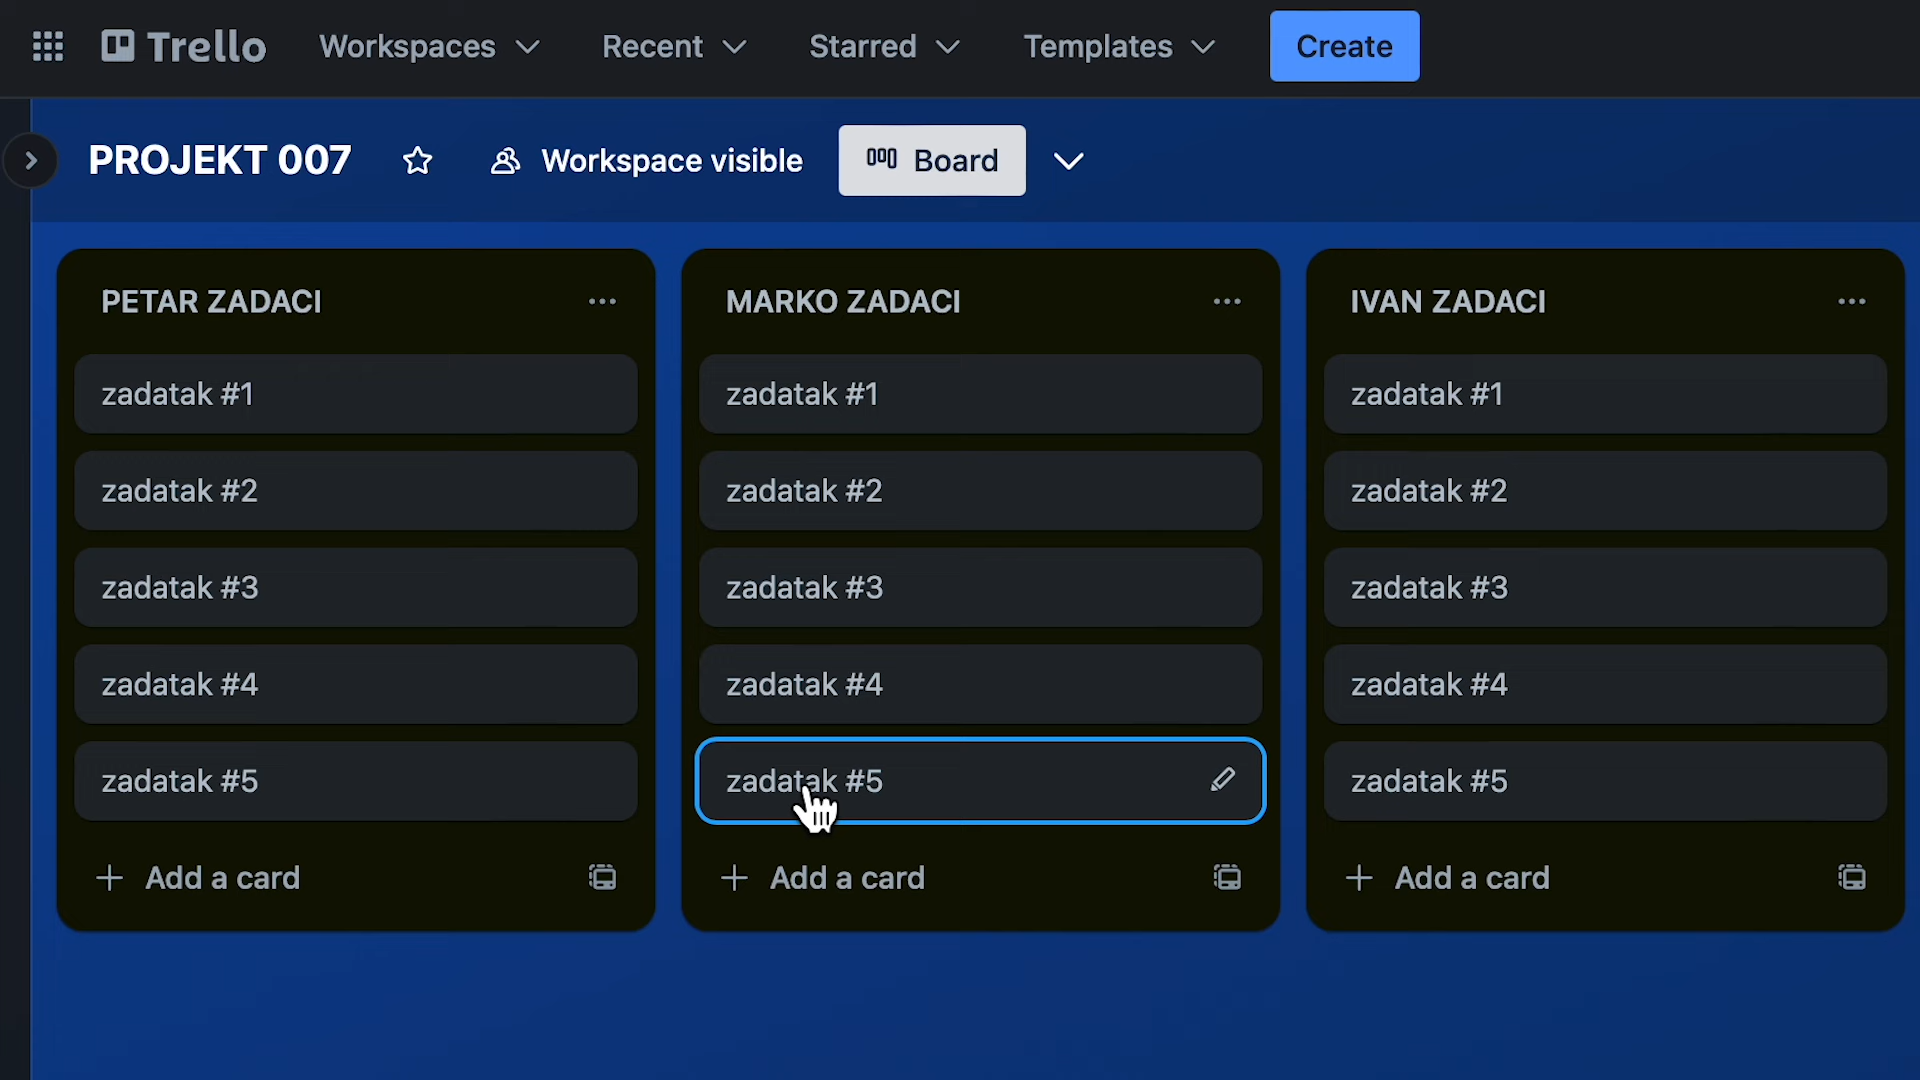 Trello Workspaces Recent Starred Templates Create
PROJEKT 007 Workspace visible Board
PETAR ZADACI
zadatak #1
zadatak #2
zadatak #3
zadatak #4
zadatak #5
Add a card
MARKO ZADACI
zadatak #1
zadatak #2
zadatak #3
zadatak #4
zadatak #5
Add a card
IVAN ZADACI
zadatak #1
zadatak #2
zadatak #3
zadatak #4
zadatak #5
Add a card